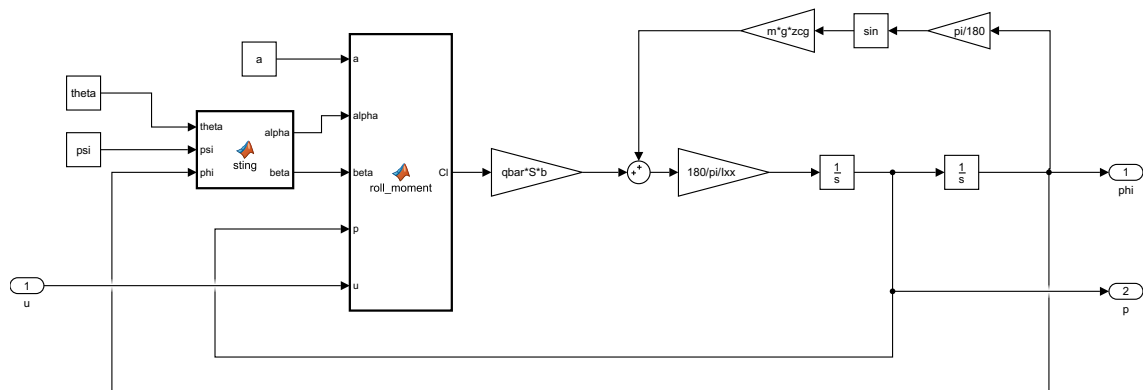 m*g*zcg
sin
pi/180
a
a
theta
alpha
theta
alpha
psi
psi
sting
phi
beta
beta
roll_moment
Cl
qbar*S*b
+
+
180/pi/Ixx
1
s
1
s
1
phi
p
1
u
u
2
p